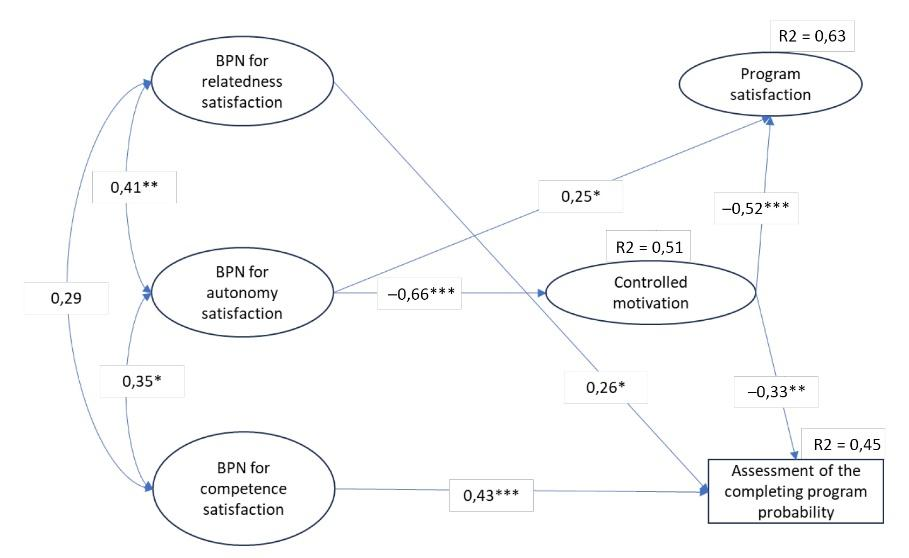 R2 = 0,63
BPN for
relatedness
satisfaction
Program
satisfaction
0,41**
0,25*
–0,52***
R2 = 0,51
BPN for
autonomy
satisfaction
0,29
–0,66***
Controlled
motivation
0,35*
0,26*
–0,33**
R2 = 0,45
BPN for
competence
satisfaction
0,43***
Assessment of the
completing program
probability